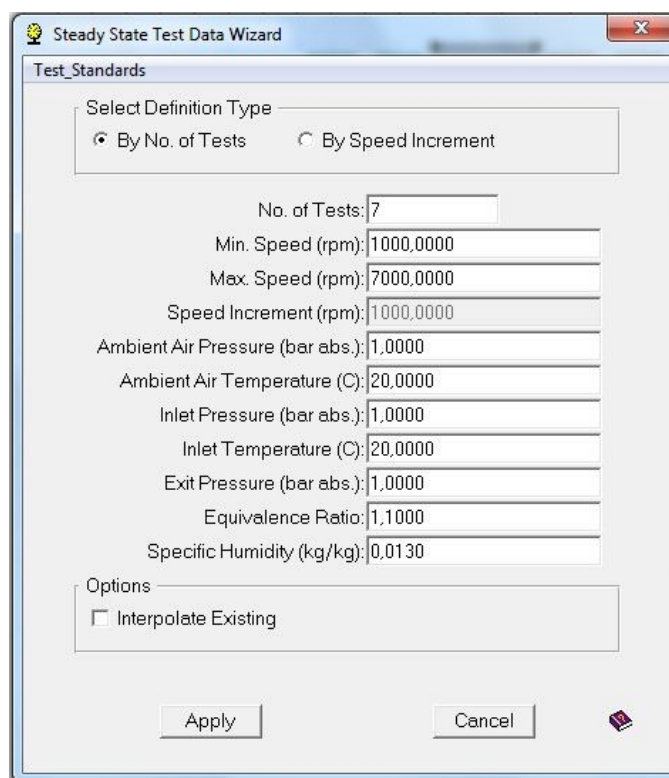 Steady State Test Data Wizard
Test_Standards
Select Definition Type
By No. of Tests By Speed Increment
No. of Tests: 7
Min. Speed (rpm): 1000,0000
Max. Speed (rpm): 7000,0000
Speed Increment (rpm): 1000,0000
Ambient Air Pressure (bar abs.): 1,0000
Ambient Air Temperature (C): 20,0000
Inlet Pressure (bar abs.): 1,0000
Inlet Temperature (C): 20,0000
Exit Pressure (bar abs.): 1,0000
Equivalence Ratio: 1,1000
Specific Humidity (kg/kg): 0,0130
Options
Interpolate Existing
Apply Cancel